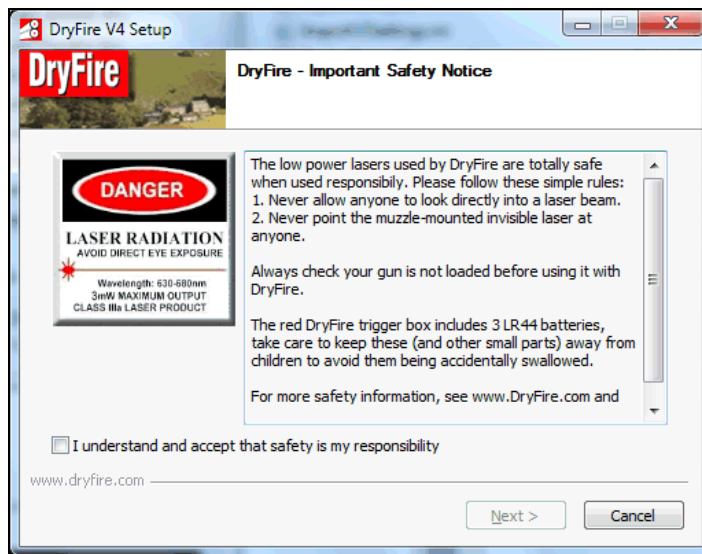 DryFire V4 Setup
DryFire
DryFire - Important Safety Notice
DANGER
LASER RADIATION
AVOID DIRECT EYE EXPOSURE
Wavelength: 630-680nm
3mW MAXIMUM OUTPUT
CLASS IIIa LASER PRODUCT
The low power lasers used by DryFire are totally safe
when used responsibily. Please follow these simple rules:
1. Never allow anyone to look directly into a laser beam.
2. Never point the muzzle-mounted invisible laser at
anyone.
Always check your gun is not loaded before using it with
DryFire.
The red DryFire trigger box includes 3 LR44 batteries,
take care to keep these (and other small parts) away from
children to avoid them being accidentally swallowed.
For more safety information, see www.DryFire.com and
I understand and accept that safety is my responsibility
www.dryfire.com
Next >
Cancel